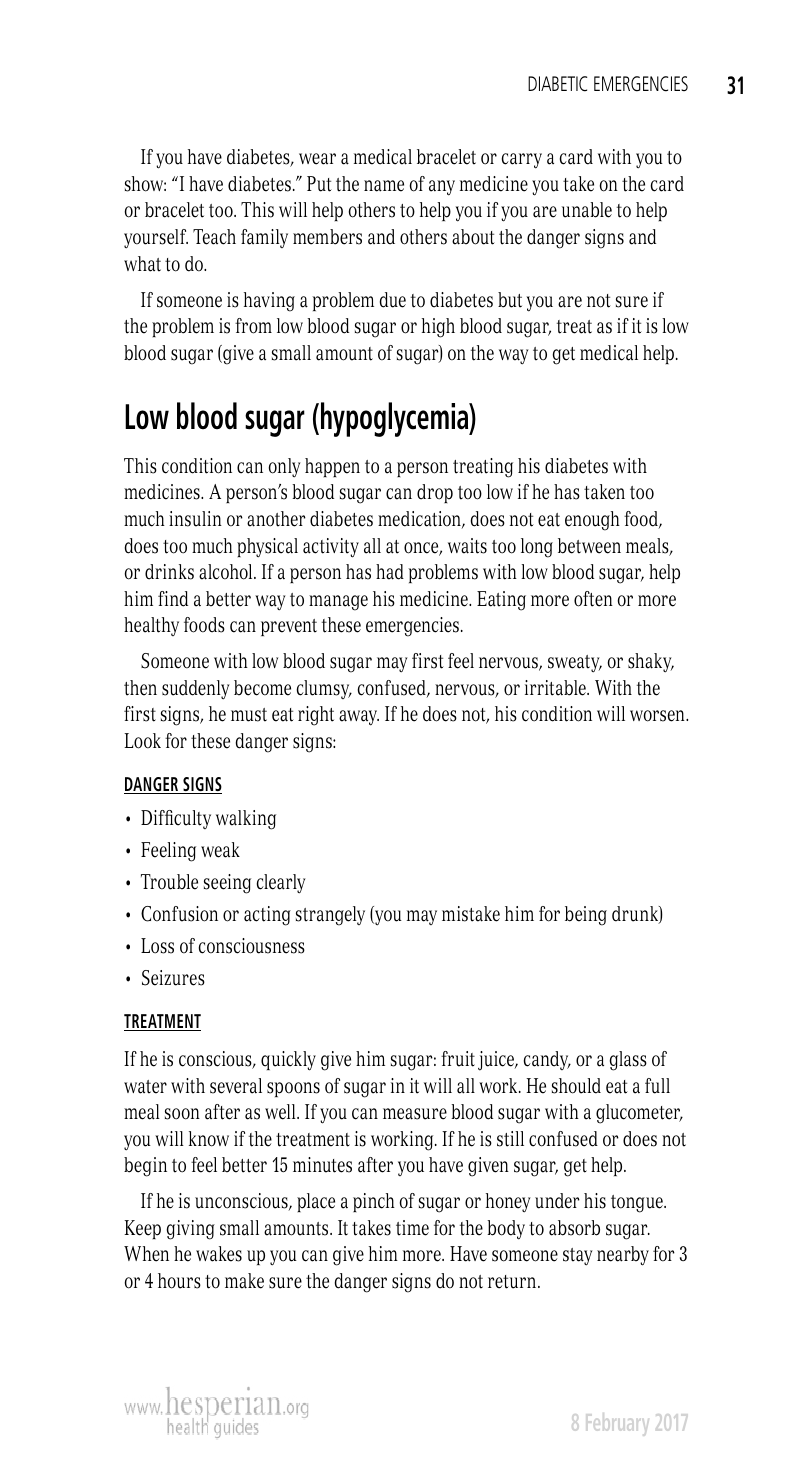 DIABETIC EMERGENCIES 31
If you have diabetes, wear a medical bracelet or carry a card with you to
show: “I have diabetes.” Put the name of any medicine you take on the card
or bracelet too. This will help others to help you if you are unable to help
yourself. Teach family members and others about the danger signs and
what to do.
If someone is having a problem due to diabetes but you are not sure if
the problem is from low blood sugar or high blood sugar, treat as if it is low
blood sugar (give a small amount of sugar) on the way to get medical help.
Low blood sugar (hypoglycemia)
This condition can only happen to a person treating his diabetes with
medicines. A person’s blood sugar can drop too low if he has taken too
much insulin or another diabetes medication, does not eat enough food,
does too much physical activity all at once, waits too long between meals,
or drinks alcohol. If a person has had problems with low blood sugar, help
him find a better way to manage his medicine. Eating more often or more
healthy foods can prevent these emergencies.
Someone with low blood sugar may first feel nervous, sweaty, or shaky,
then suddenly become clumsy, confused, nervous, or irritable. With the
first signs, he must eat right away. If he does not, his condition will worsen.
Look for these danger signs:
DANGER SIGNS
• Difficulty walking
• Feeling weak
• Trouble seeing clearly
• Confusion or acting strangely (you may mistake him for being drunk)
• Loss of consciousness
• Seizures
TREATMENT
If he is conscious, quickly give him sugar: fruit juice, candy, or a glass of
water with several spoons of sugar in it will all work. He should eat a full
meal soon after as well. If you can measure blood sugar with a glucometer,
you will know if the treatment is working. If he is still confused or does not
begin to feel better 15 minutes after you have given sugar, get help.
If he is unconscious, place a pinch of sugar or honey under his tongue.
Keep giving small amounts. It takes time for the body to absorb sugar.
When he wakes up you can give him more. Have someone stay nearby for 3
or 4 hours to make sure the danger signs do not return.
www.hesperian.org
health guides
8 February 2017